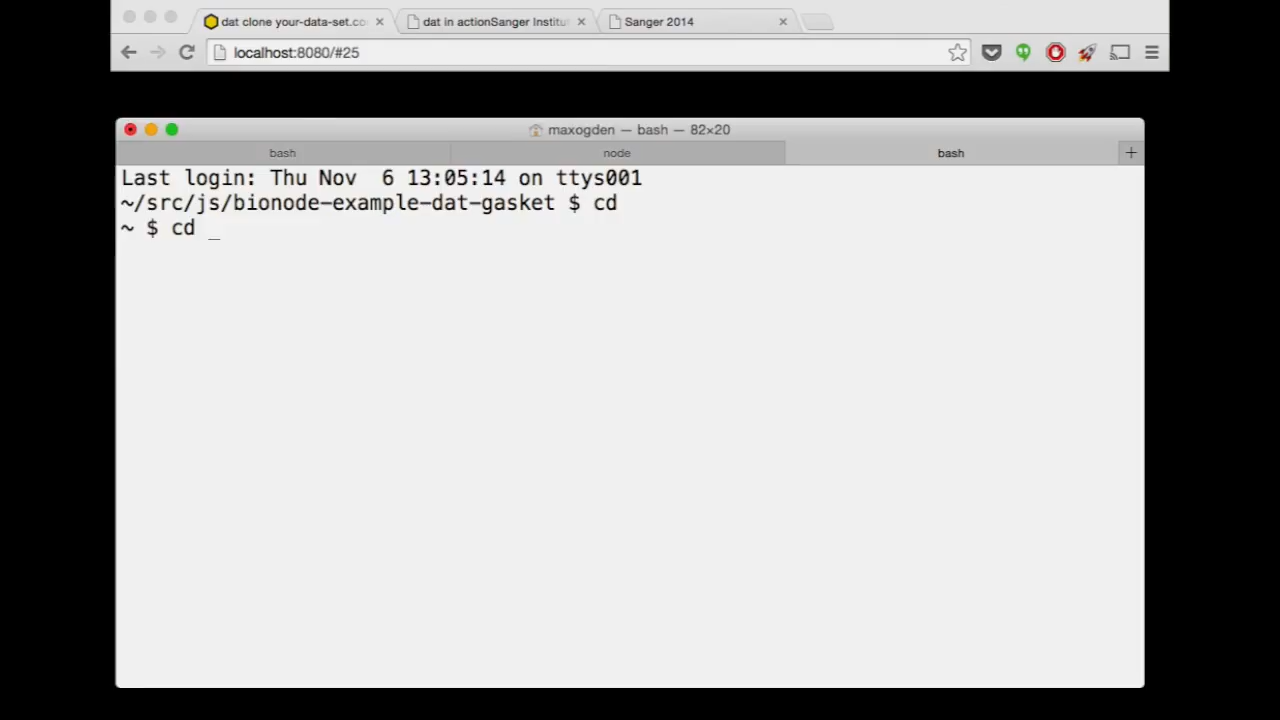 dat clone your-data-set.co
dat in actionSanger Institu
Sanger 2014
localhost:8080/#25
maxogden — bash — 82×20
bash
node
bash
+
Last login: Thu Nov  6 13:05:14 on ttys001
~/src/js/bionode-example-dat-gasket $ cd
~ $ cd _